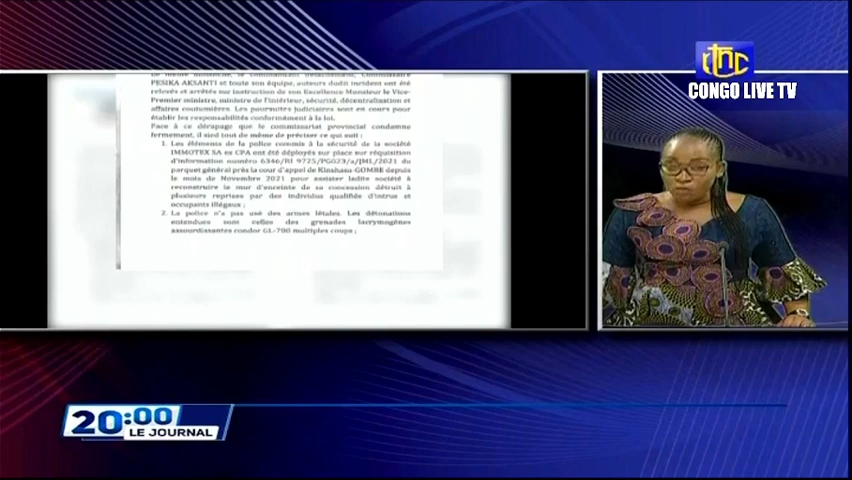 CONGO LIVE TV
Ce même dimanche, le commandant détachement, Commissaire
PESIKA AKSANTI et toute son équipe, auteurs dudit incident ont été
relevés et arrêtés sur instruction de son Excellence Monsieur le Vice-
Premier ministre, ministre de l'intérieur, sécurité, décentralisation et
affaires coutumières. Les poursuites judiciaires sont en cours pour
établir les responsabilités conformément à la loi.
Face à ce dérapage que le commissariat provincial condamne
fermement, il sied tout de même de préciser ce qui suit :
1. Les éléments de la police commis à la sécurité de la société
IMMOTEX SA ex CPA ont été déployés sur place sur réquisition
d'information numéro 6346/RI 9725/PG023/a/JML/2021 du
parquet général près la cour d'appel de Kinshasa GOMBE depuis
le mois de Novembre 2021 pour assister ladite société à
reconstruire le mur d'enceinte de sa concession détruit à
plusieurs reprises par des individus qualifiés d'intrus et
occupants illégaux ;
2. La police n'a pas usé des armes létales. Les détonations
entendues sont celles des grenades lacrymogènes
assourdissantes condor GL-700 multiples coups ;
20:00
LE JOURNAL